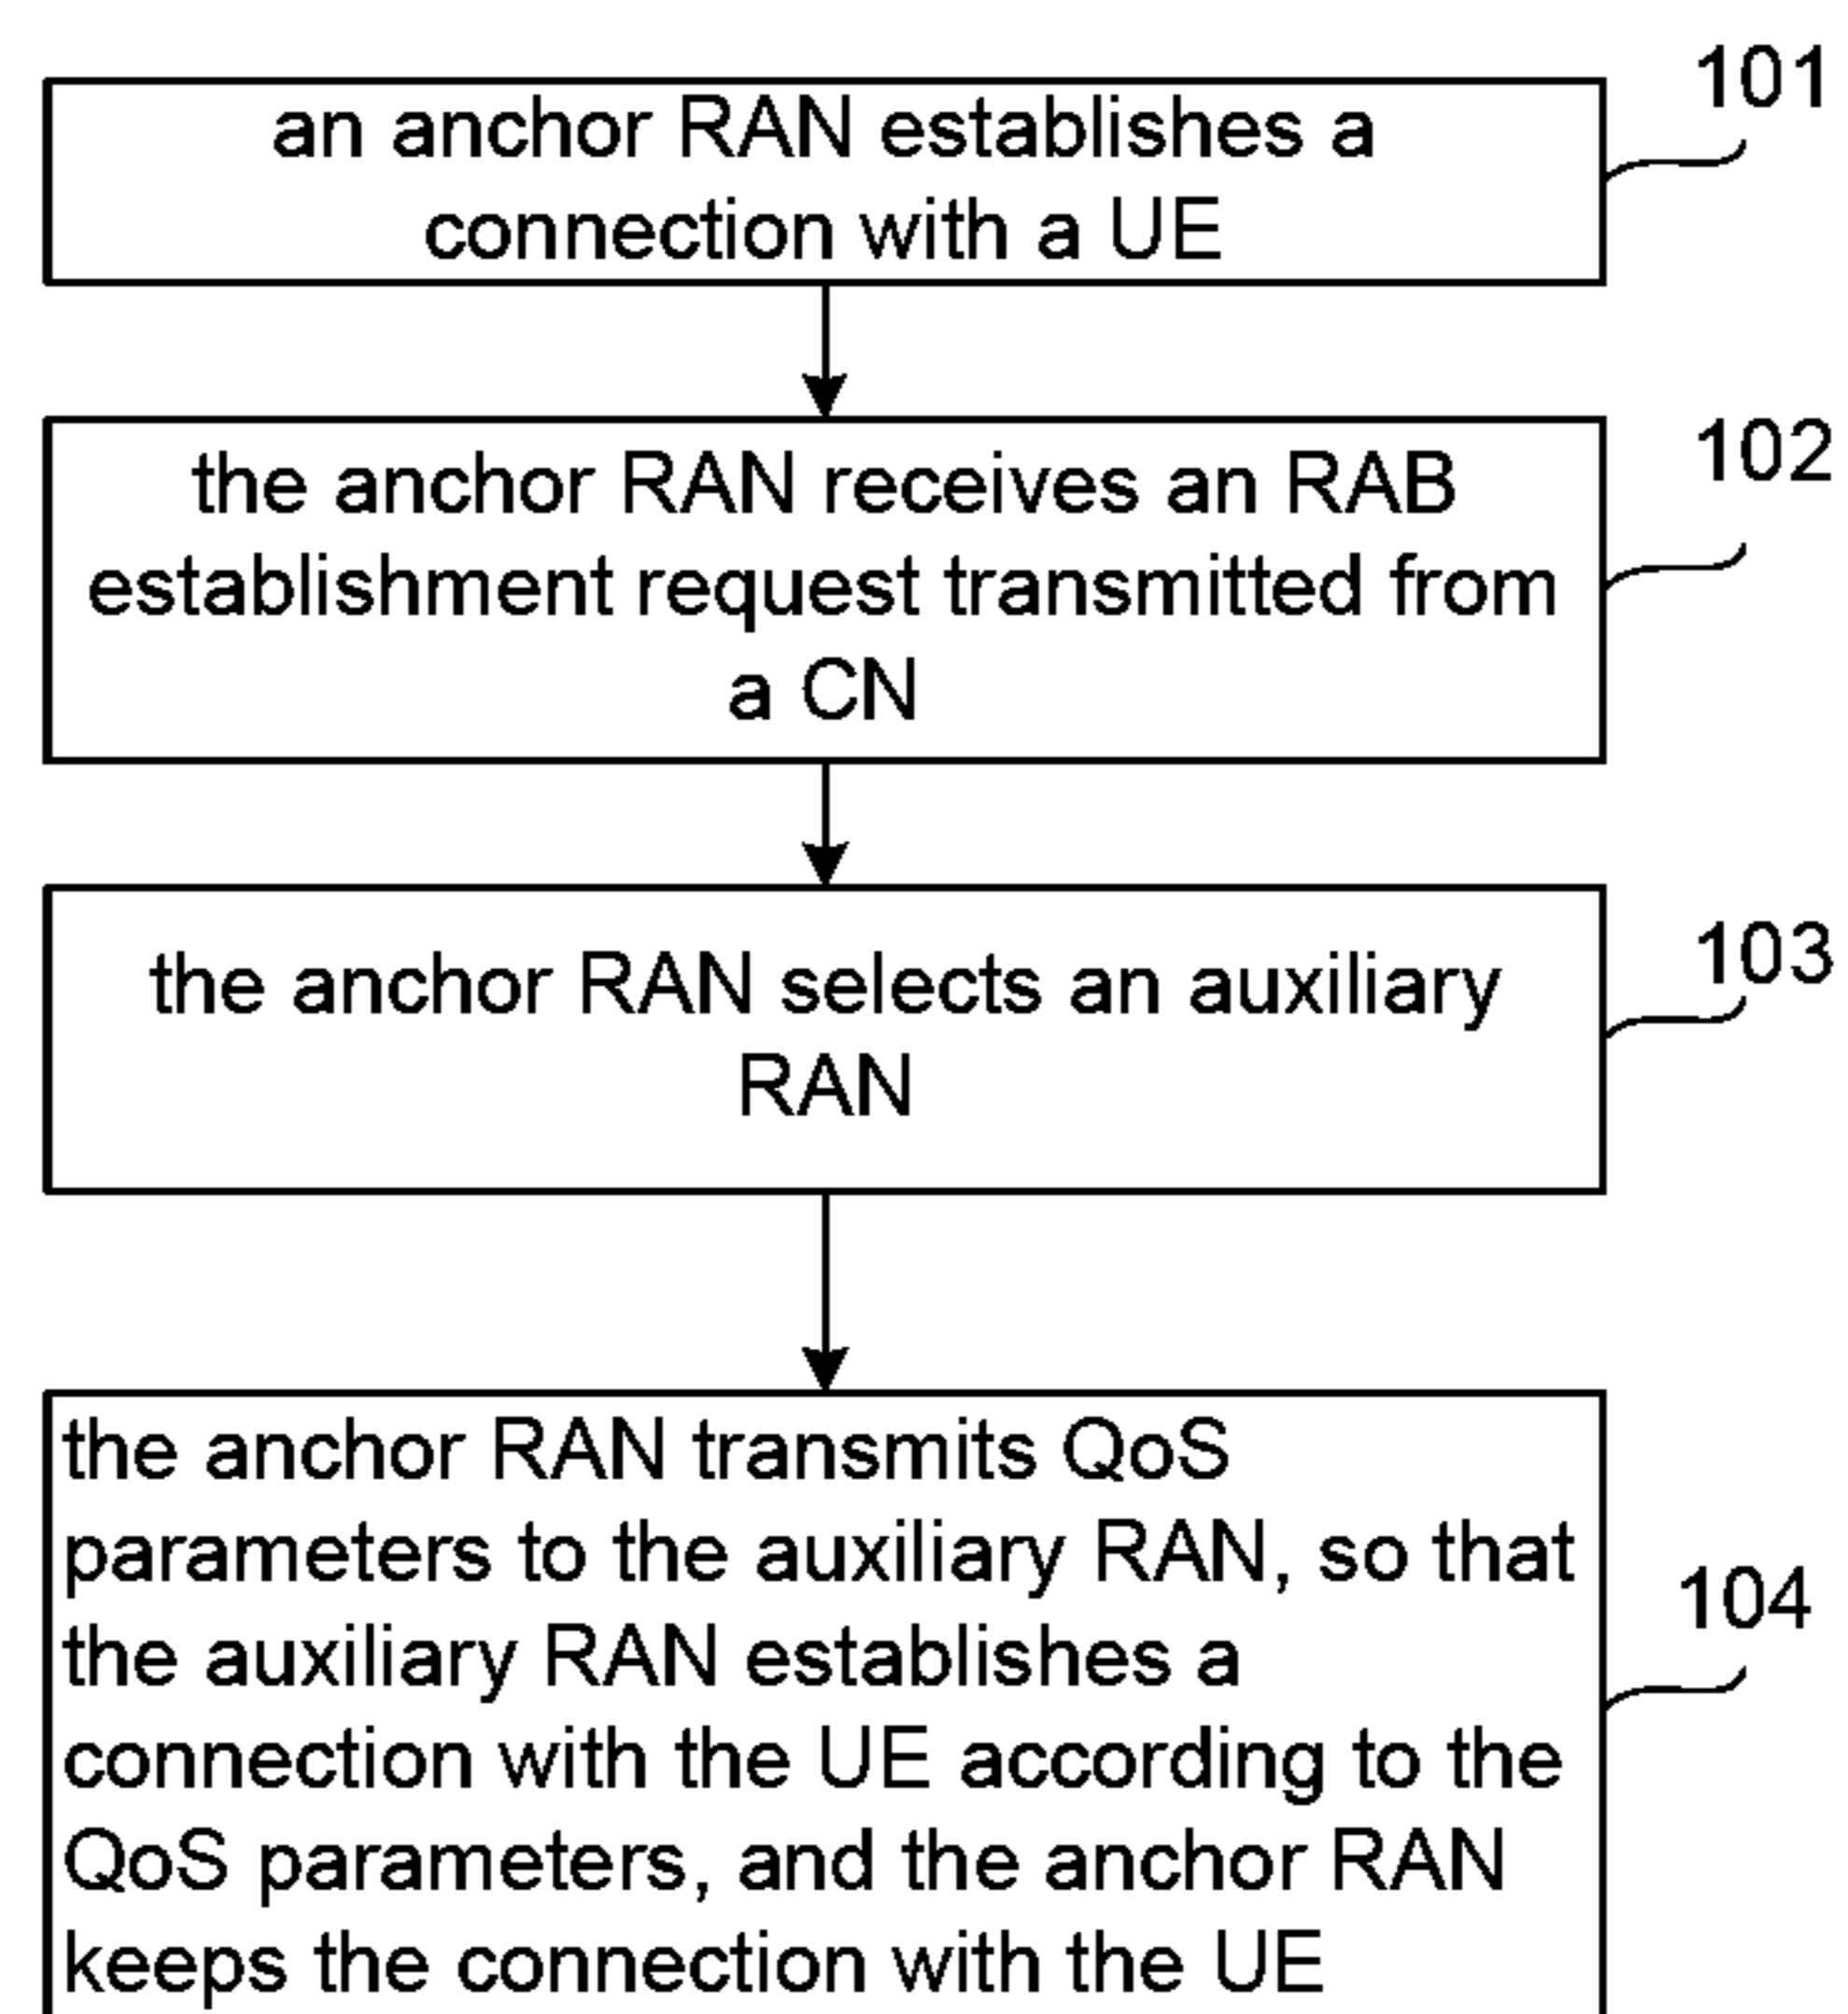 101
an anchor RAN establishes a
connection with a UE
102
the anchor RAN receives an RAB
establishment request transmitted from
a CN
103
the anchor RAN selects an auxiliary
RAN
the anchor RAN transmits QoS
parameters to the auxiliary RAN, so that
104
the auxiliary RAN establishes a
connection with the UE according to the
QoS parameters, and the anchor RAN
keeps the connection with the UE